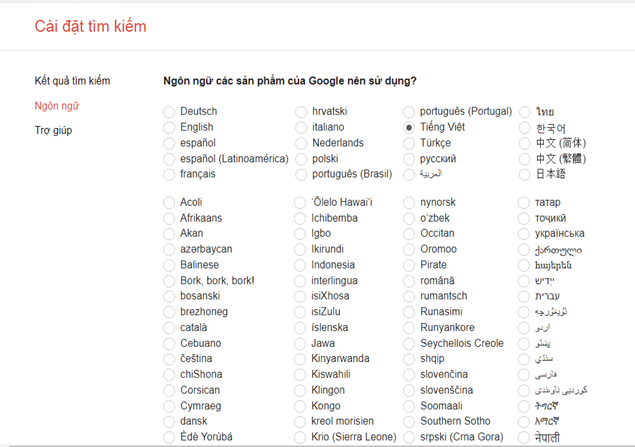 Cài đặt tìm kiếm
Kết quả tìm kiếm
Ngôn ngữ
Trợ giúp
Ngôn ngữ các sản phẩm của Google nên sử dụng?
Deutsch hrvatski português (Portugal) ไทย
English italiano Tiếng Việt 한국어
español Nederlands Türkçe 中文 (简体)
español (Latinoamérica) polski русский 中文 (繁體)
français português (Brasil) العربية 日本語
Acoli ʻŌlelo Hawaiʻi nynorsk татар
Afrikaans Ichibemba o'zbek тоҷикӣ
Akan Igbo Occitan українська
azərbaycan Ikirundi Oromoo ქართული
Balinese Indonesia Pirate հայերեն
Bork, bork, bork! interlingua română ייִדיש
bosanski isiXhosa rumantsch עברית
brezhoneg isiZulu Runasimi ئۇيغۇرچە
català íslenska Runyankore اردو
Cebuano Jawa Seychellois Creole پښتو
čeština Kinyarwanda shqip سنڌي
chiShona Kiswahili slovenčina فارسی
Corsican Klingon slovenščina کوردیی ناوەندی
Cymraeg Kongo Soomaali ትግርኛ
dansk kreol morisien Southern Sotho አማርኛ
Èdè Yorùbá Krio (Sierra Leone) srpski (Crna Gora) नेपाली